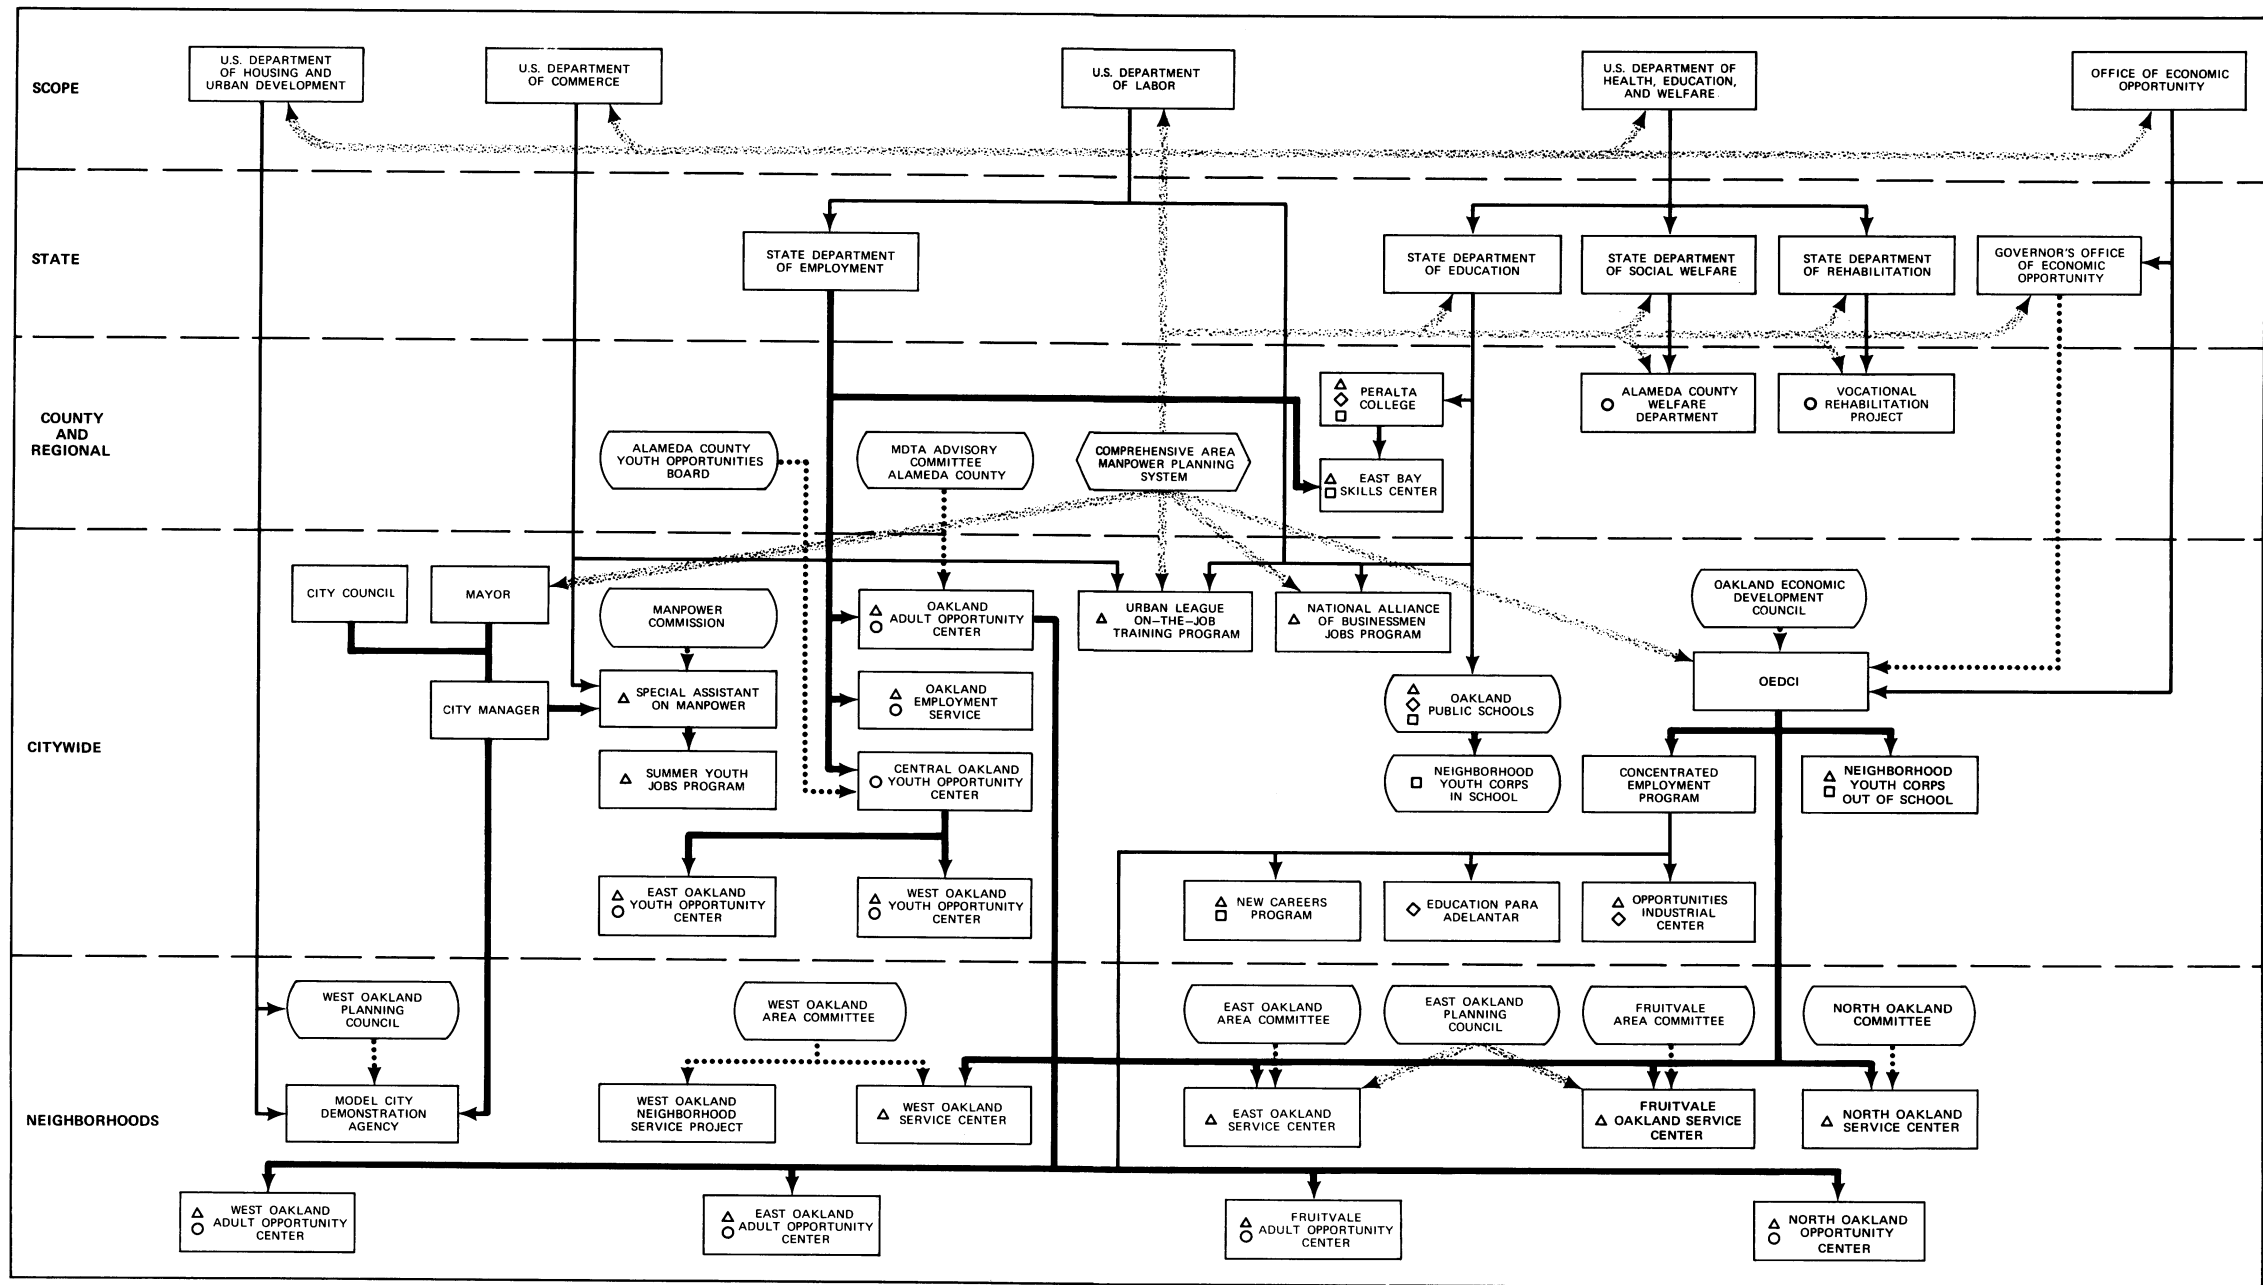 SCOPE
U.S. DEPARTMENT
OF HOUSING AND
URBAN DEVELOPMENT
U.S. DEPARTMENT
OF COMMERCE
U.S. DEPARTMENT
OF LABOR
U.S. DEPARTMENT OF
HEALTH, EDUCATION,
AND WELFARE
OFFICE OF ECONOMIC
OPPORTUNITY
STATE
STATE DEPARTMENT
OF EMPLOYMENT
STATE DEPARTMENT
OF EDUCATION
STATE DEPARTMENT
OF SOCIAL WELFARE
STATE DEPARTMENT
OF REHABILITATION
GOVERNOR'S OFFICE
OF ECONOMIC
OPPORTUNITY
COUNTY
AND
REGIONAL
PERALTA
COLLEGE
ALAMEDA COUNTY
WELFARE
DEPARTMENT
VOCATIONAL
REHABILITATION
PROJECT
ALAMEDA COUNTY
YOUTH OPPORTUNITIES
BOARD
MDTA ADVISORY
COMMITTEE
ALAMEDA COUNTY
COMPREHENSIVE AREA
MANPOWER PLANNING
SYSTEM
EAST BAY
SKILLS CENTER
CITYWIDE
CITY COUNCIL
MAYOR
MANPOWER
COMMISSION
OAKLAND
ADULT OPPORTUNITY
CENTER
URBAN LEAGUE
ON-THE-JOB
TRAINING PROGRAM
NATIONAL ALLIANCE
OF BUSINESSMEN
JOBS PROGRAM
OAKLAND ECONOMIC
DEVELOPMENT
COUNCIL
CITY MANAGER
SPECIAL ASSISTANT
ON MANPOWER
OAKLAND
EMPLOYMENT
SERVICE
OAKLAND
PUBLIC SCHOOLS
OEDCI
SUMMER YOUTH
JOBS PROGRAM
CENTRAL OAKLAND
YOUTH OPPORTUNITY
CENTER
NEIGHBORHOOD
YOUTH CORPS
IN SCHOOL
CONCENTRATED
EMPLOYMENT
PROGRAM
NEIGHBORHOOD
YOUTH CORPS
OUT OF SCHOOL
EAST OAKLAND
YOUTH OPPORTUNITY
CENTER
WEST OAKLAND
YOUTH OPPORTUNITY
CENTER
NEW CAREERS
PROGRAM
EDUCATION PARA
ADELANTAR
OPPORTUNITIES
INDUSTRIAL
CENTER
NEIGHBORHOODS
WEST OAKLAND
PLANNING
COUNCIL
WEST OAKLAND
AREA COMMITTEE
EAST OAKLAND
AREA COMMITTEE
EAST OAKLAND
PLANNING
COUNCIL
FRUITVALE
AREA COMMITTEE
NORTH OAKLAND
COMMITTEE
MODEL CITY
DEMONSTRATION
AGENCY
WEST OAKLAND
NEIGHBORHOOD
SERVICE PROJECT
WEST OAKLAND
SERVICE CENTER
EAST OAKLAND
SERVICE CENTER
FRUITVALE
OAKLAND SERVICE
CENTER
NORTH OAKLAND
SERVICE CENTER
WEST OAKLAND
ADULT OPPORTUNITY
CENTER
EAST OAKLAND
ADULT OPPORTUNITY
CENTER
FRUITVALE
ADULT OPPORTUNITY
CENTER
NORTH OAKLAND
OPPORTUNITY
CENTER